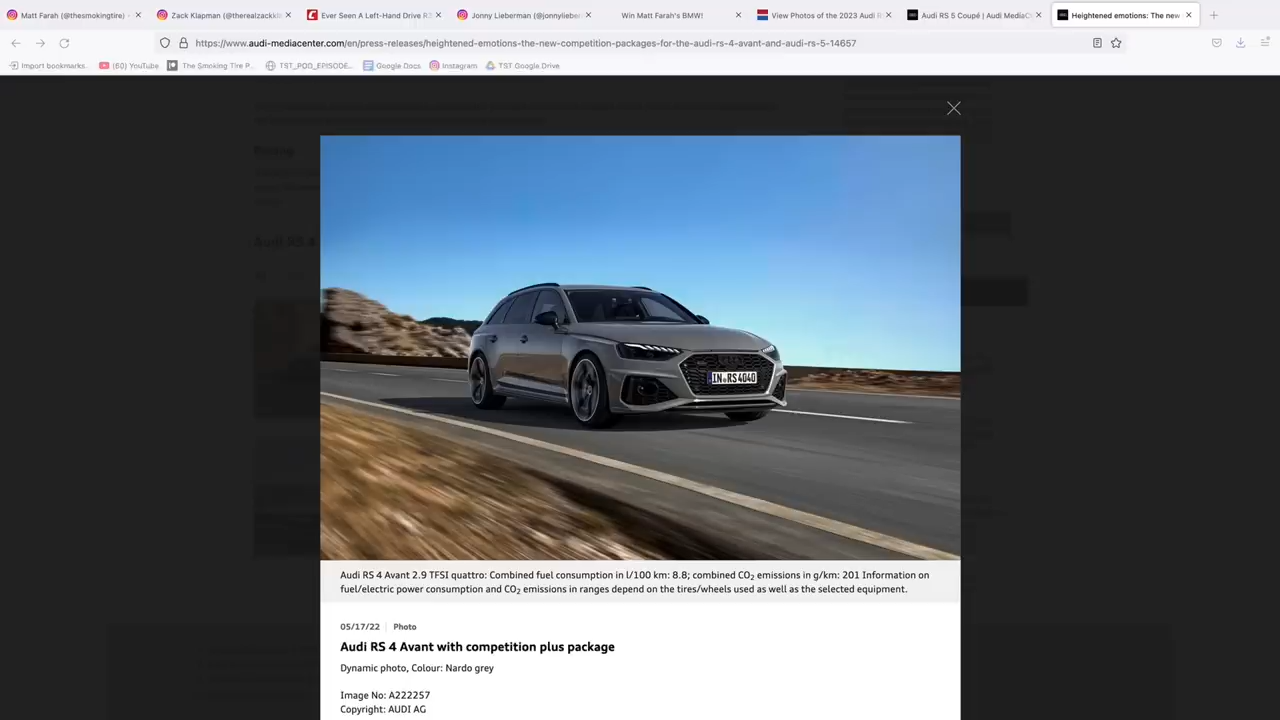 Matt Farah (@thesmokingtire)
Zack Klapman (@therealzackkl
Ever Seen A Left-Hand Drive R3
Jonny Lieberman (@jonnylieber
Win Matt Farah's BMW!
View Photos of the 2023 Audi R
Audi RS 5 Coupé | Audi MediaC
Heightened emotions: The new
https://www.audi-mediacenter.com/en/press-releases/heightened-emotions-the-new-competition-packages-for-the-audi-rs-4-avant-and-audi-rs-5-14657
Import bookmarks...
(60) YouTube
The Smoking Tire P...
TST_POD_EPISODE...
Google Docs
Instagram
TST Google Drive
Audi RS 4
IN RS 4040
Audi RS 4 Avant 2.9 TFSI quattro: Combined fuel consumption in l/100 km: 8.8; combined CO₂ emissions in g/km: 201 Information on
fuel/electric power consumption and CO₂ emissions in ranges depend on the tires/wheels used as well as the selected equipment.
05/17/22 Photo
Audi RS 4 Avant with competition plus package
Dynamic photo, Colour: Nardo grey
Image No: A222257
Copyright: AUDI AG